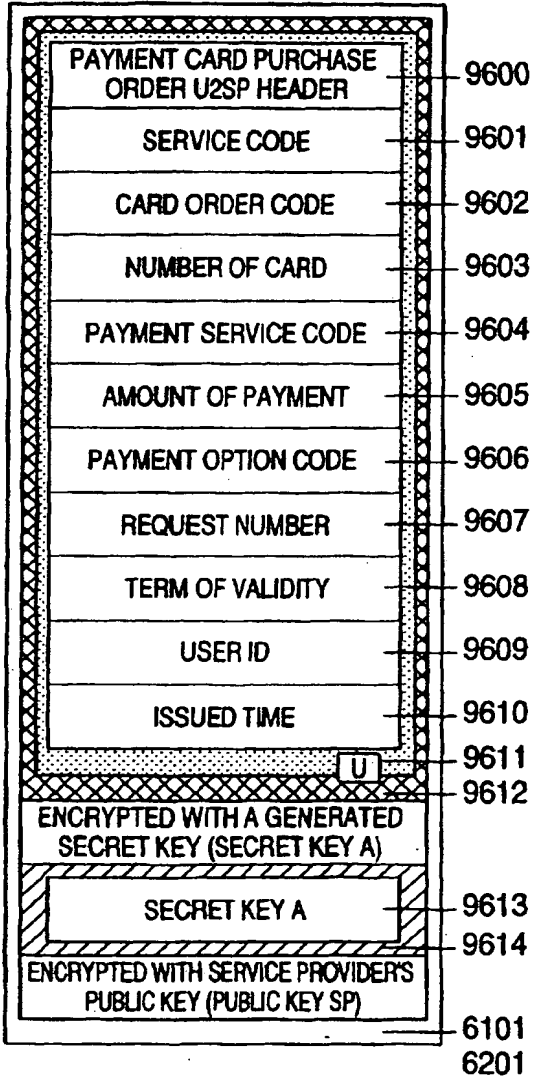 PAYMENT CARD PURCHASE
ORDER U2SP HEADER
9600
SERVICE CODE
9601
CARD ORDER CODE
9602
NUMBER OF CARD
9603
PAYMENT SERVICE CODE
9604
AMOUNT OF PAYMENT
9605
PAYMENT OPTION CODE
9606
REQUEST NUMBER
9607
TERM OF VALIDITY
9608
USER ID
9609
ISSUED TIME
9610
U
9611
9612
ENCRYPTED WITH A GENERATED
SECRET KEY (SECRET KEY A)
SECRET KEY A
9613
9614
ENCRYPTED WITH SERVICE PROVIDER'S
PUBLIC KEY (PUBLIC KEY SP)
6101
6201